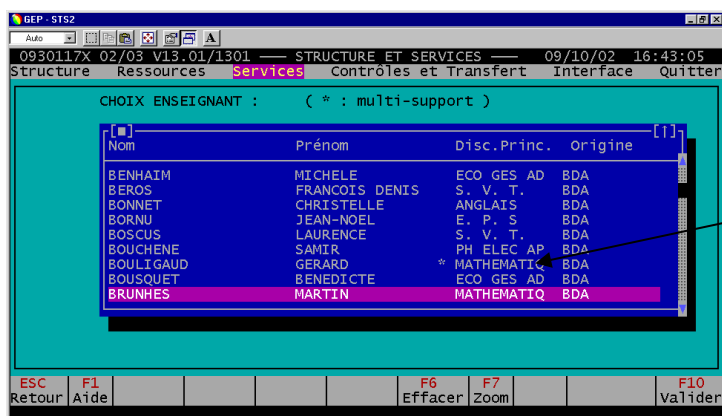 GEP - STS2
Auto A
0930117X 02/03 V13.01/1301 — STRUCTURE ET SERVICES — 09/10/02 16:43:05
Structure Ressources Services Contrôles et Transfert Interface Quitter
CHOIX ENSEIGNANT : ( * : multi-support )
Nom Prénom Disc.Princ. Origine
BENHAIM MICHELE ECO GES AD BDA
BEROS FRANCOIS DENIS S. V. T. BDA
BONNET CHRISTELLE ANGLAIS BDA
BORNU JEAN-NOEL E. P. S BDA
BOSCUS LAURENCE S. V. T. BDA
BOUCHENE SAMIR PH ELEC AP BDA
BOULIGAUD GERARD * MATHEMATIQ BDA
BOUSQUET BENEDICTE ECO GES AD BDA
BRUNHES MARTIN MATHEMATIQ BDA
ESC F1 F6 F7 F10
Retour Aide Effacer Zoom Valider